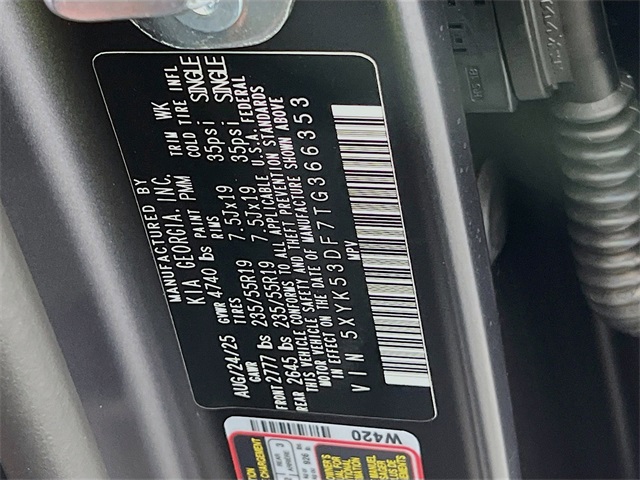 MANUFACTURED BY
KIA GEORGIA. INC.
AUG/24/25 GVWR 4740 lbs PAINT PMM TRIM WK
GAWR TIRES RIMS COLD TIRE INFL
FRONT 2777 lbs 235/55R19 7.5Jx19 35psi SINGLE
REAR 2645 lbs 235/55R19 7.5Jx19 35psi SINGLE
THIS VEHICLE CONFORMS TO ALL APPLICABLE U.S.A. FEDERAL
MOTOR VEHICLE SAFETY AND THEFT PREVENTION STANDARDS
IN EFFECT ON THE DATE OF MANUFACTURE SHOWN ABOVE
VIN 5XYK53DF7TG366353
MPV
W420